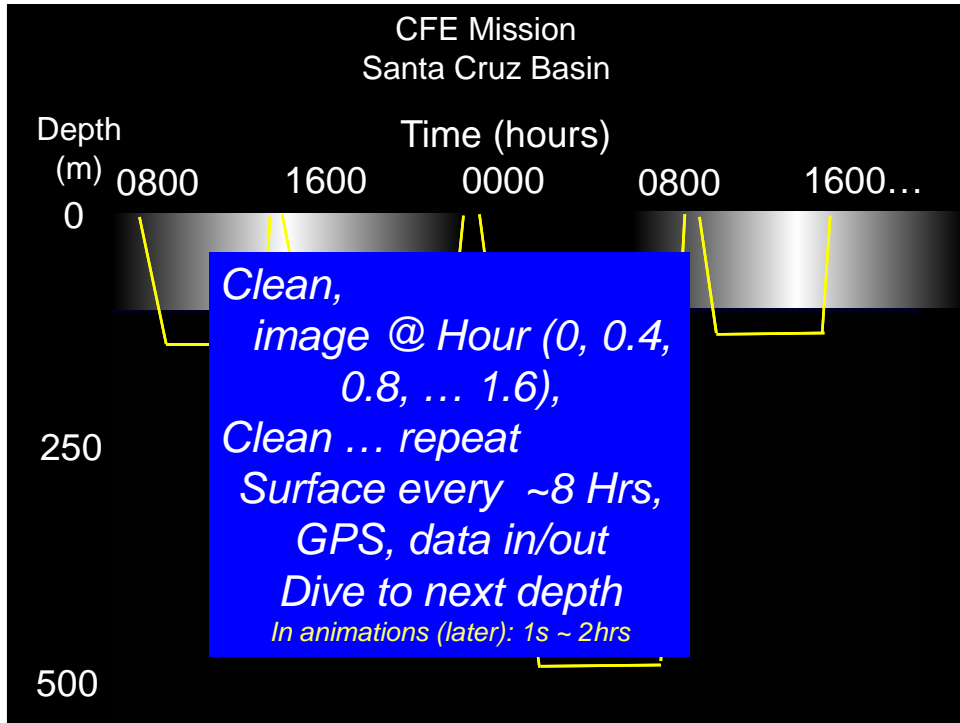 CFE Mission
Santa Cruz Basin
Depth
(m)
Time (hours)
0800 1600 0000 0800 1600…
0
250
500
Clean,
image @ Hour (0, 0.4,
0.8, … 1.6),
Clean … repeat
Surface every ~8 Hrs,
GPS, data in/out
Dive to next depth
In animations (later): 1s ~ 2hrs